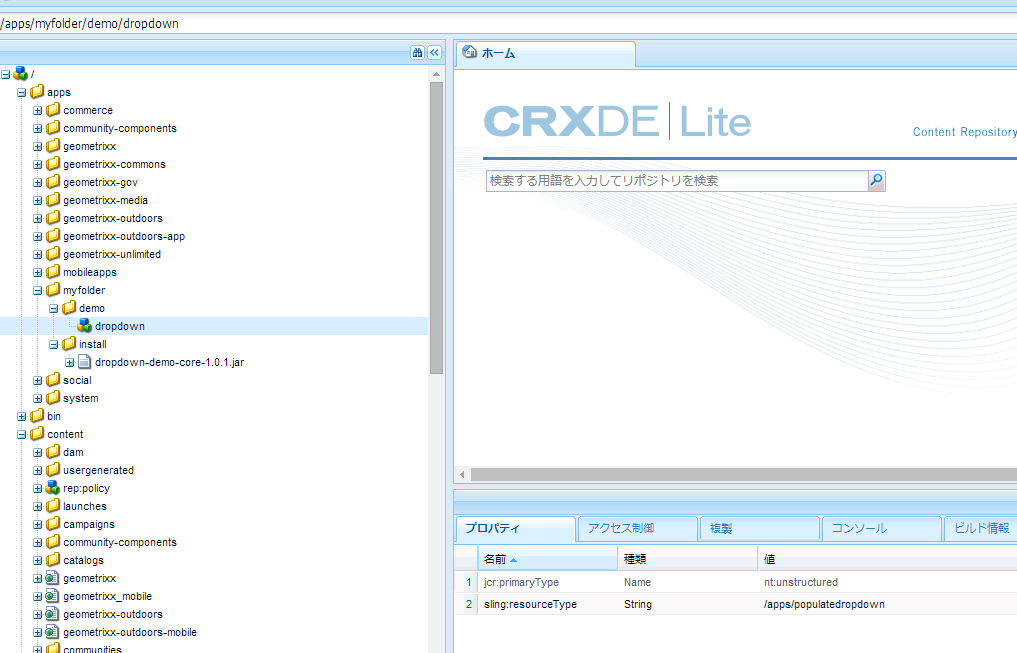 /apps/myfolder/demo/dropdown
/
apps
commerce
community-components
geometrixx
geometrixx-commons
geometrixx-gov
geometrixx-media
geometrixx-outdoors
geometrixx-outdoors-app
geometrixx-unlimited
mobileapps
myfolder
demo
dropdown
install
dropdown-demo-core-1.0.1.jar
social
system
bin
content
dam
usergenerated
rep:policy
launches
campaigns
community-components
catalogs
geometrixx
geometrixx_mobile
geometrixx-outdoors
geometrixx-outdoors-mobile
communities
ホーム
CRXDE | Lite
Content Repository
検索する用語を入力してリポジトリを検索
プロパティ アクセス制御 複製 コンソール ビルド情報
名前 種類 値
1 jcr:primaryType Name nt:unstructured
2 sling:resourceType String /apps/populatedropdown